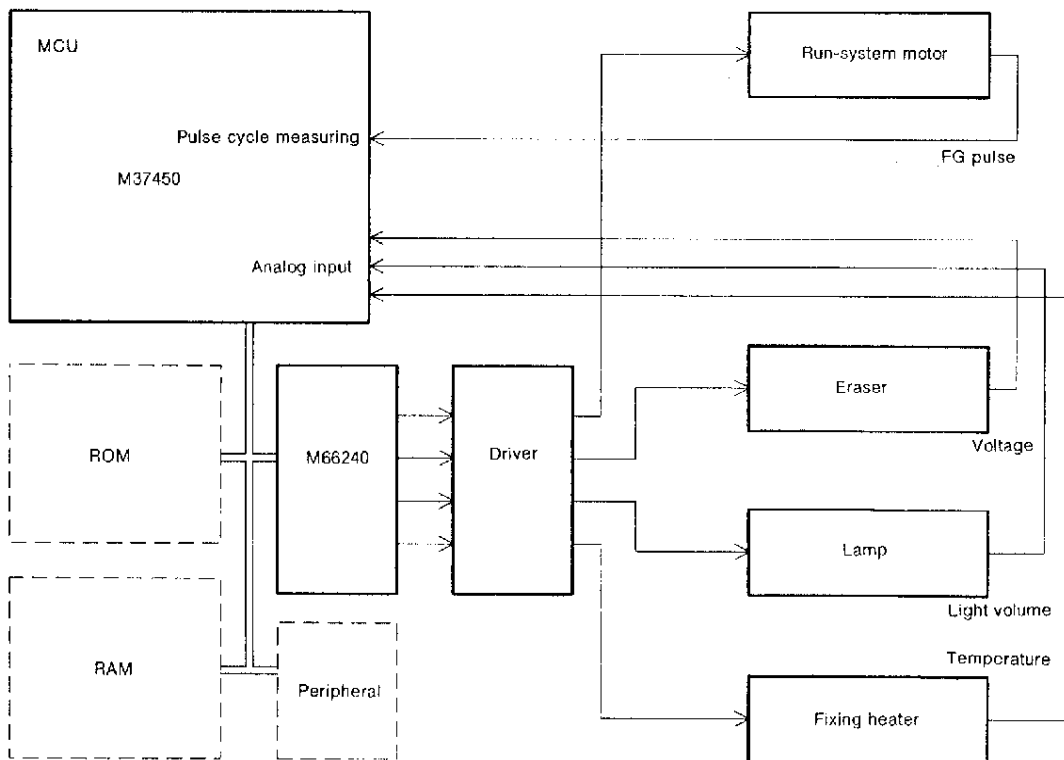 MCU
Run-system motor
Pulse cycle measuring
FG pulse
M37450
Analog input
Eraser
Voltage
ROM
M66240
Driver
Lamp
Light volume
RAM
Peripheral
Temperature
Fixing heater